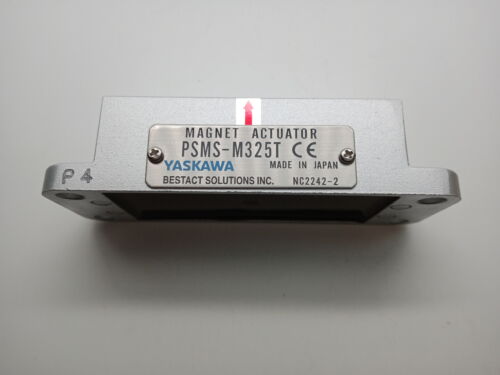 MAGNET ACTUATOR
PSMS-M325T CE
YASKAWA MADE IN JAPAN
BESTACT SOLUTIONS INC. NC2242-2
P4